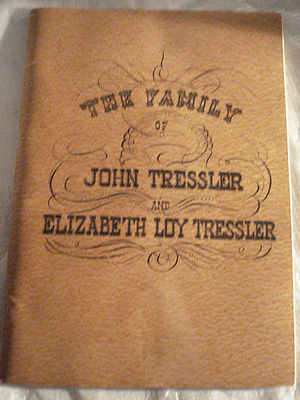 THE FAMILY
OF
JOHN TRESSLER
AND
ELIZABETH LOY TRESSLER